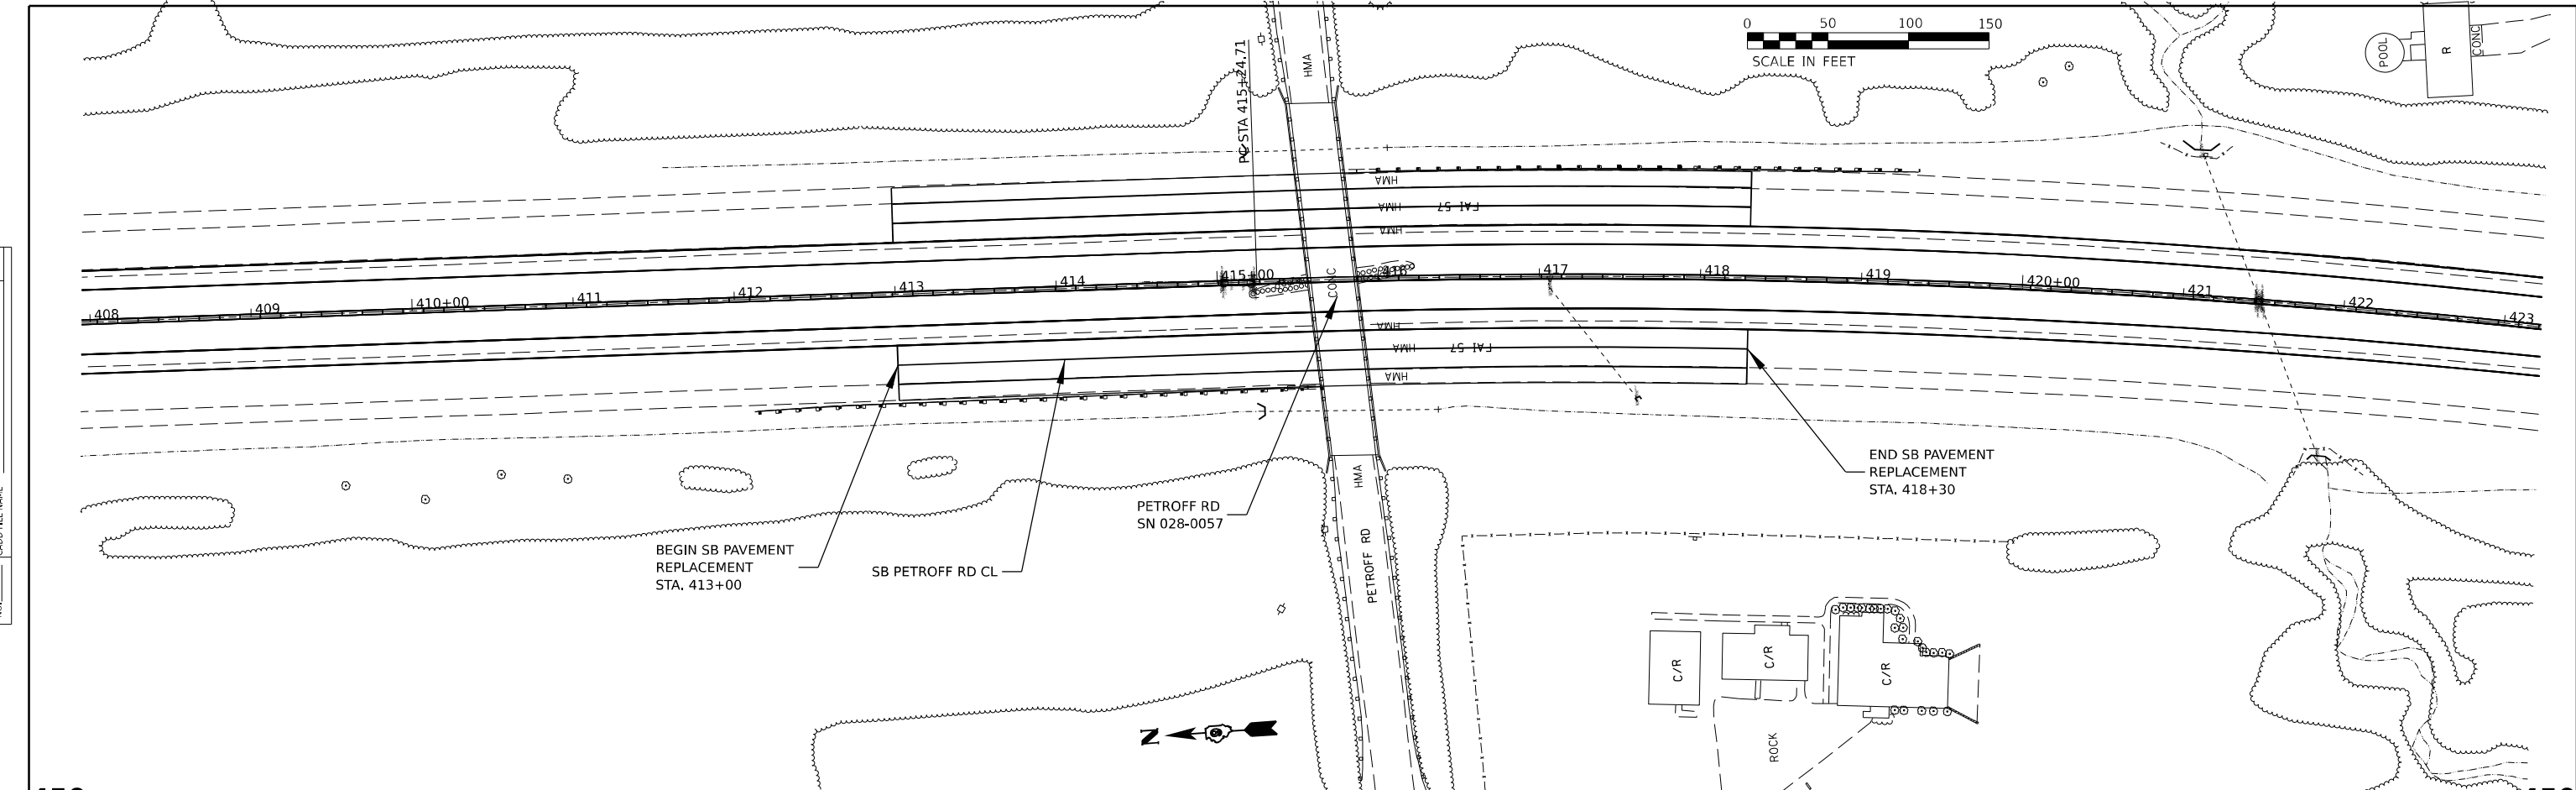 0 50 100 150
SCALE IN FEET
POOL
R
CONC
HMA
PC STA 415+24.71
HMA
HMA FAI 57
HMA
408 409 410+00 411 412 413 414 415+00 416 417 418 419 420+00 421 422 423
CONC
HMA
HMA FAI 57
HMA
HMA
PETROFF RD
PETROFF RD
SN 028-0057
END SB PAVEMENT
REPLACEMENT
STA. 418+30
BEGIN SB PAVEMENT
REPLACEMENT
STA. 413+00
SB PETROFF RD CL
C/R
C/R
C/R
ROCK
N